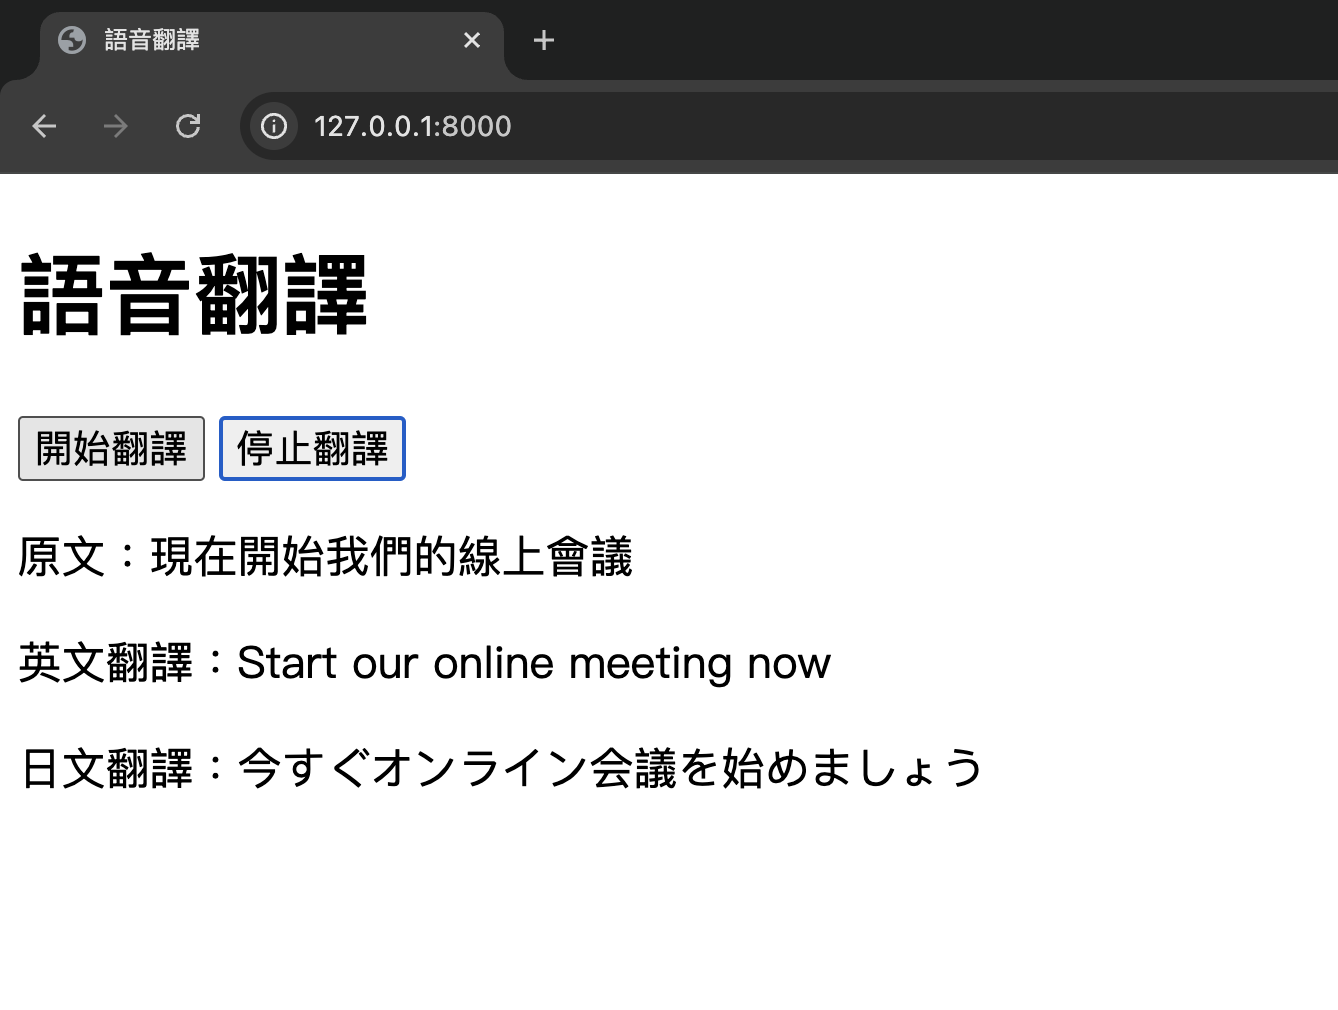 語音翻譯
127.0.0.1:8000
語音翻譯
開始翻譯 停止翻譯
原文：現在開始我們的線上會議
英文翻譯：Start our online meeting now
日文翻譯：今すぐオンライン会議を始めましょう